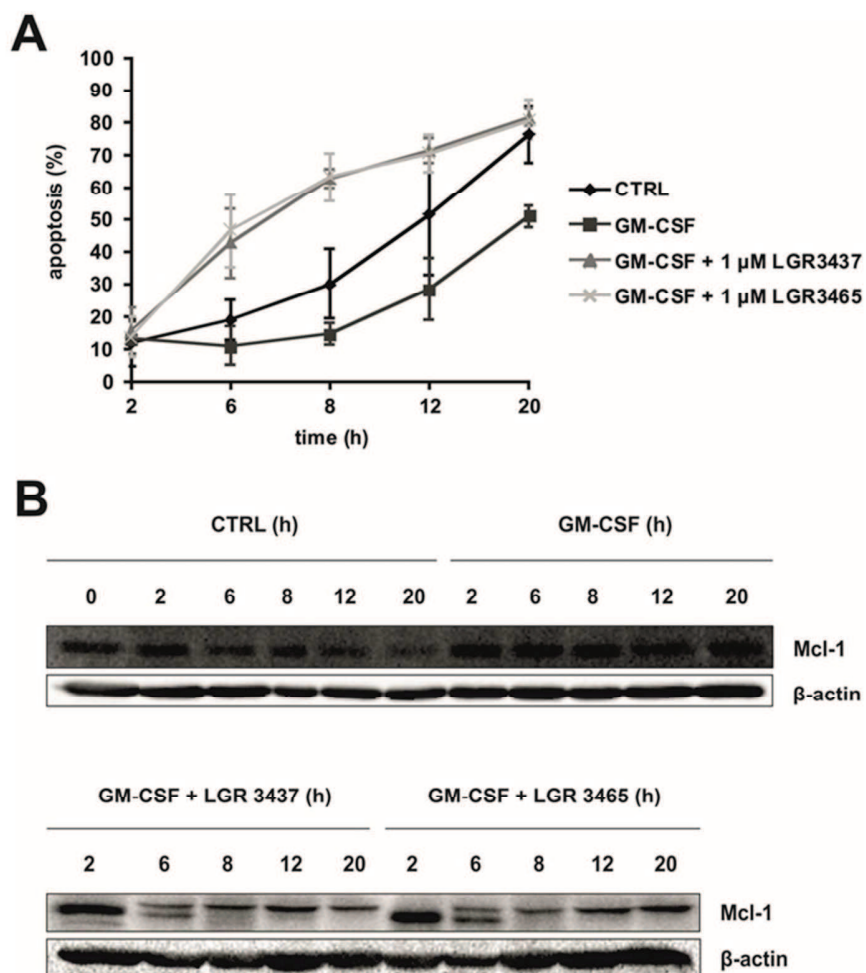 A
100
90
80
70
60
50
40
30
20
10
0
apoptosis (%)
2 6 8 12 20
time (h)
CTRL
GM-CSF
GM-CSF + 1 µM LGR3437
GM-CSF + 1 µM LGR3465
B
CTRL (h) GM-CSF (h)
0 2 6 8 12 20 2 6 8 12 20
Mcl-1
β-actin
GM-CSF + LGR 3437 (h) GM-CSF + LGR 3465 (h)
2 6 8 12 20 2 6 8 12 20
Mcl-1
β-actin